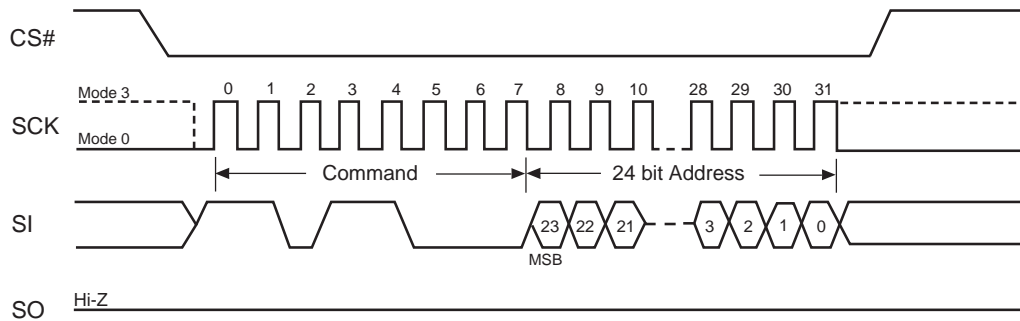 CS#
Mode 3
0 1 2 3 4 5 6 7 8 9 10 28 29 30 31
SCK
Mode 0
Command
24 bit Address
SI
23 22 21 3 2 1 0
MSB
Hi-Z
SO